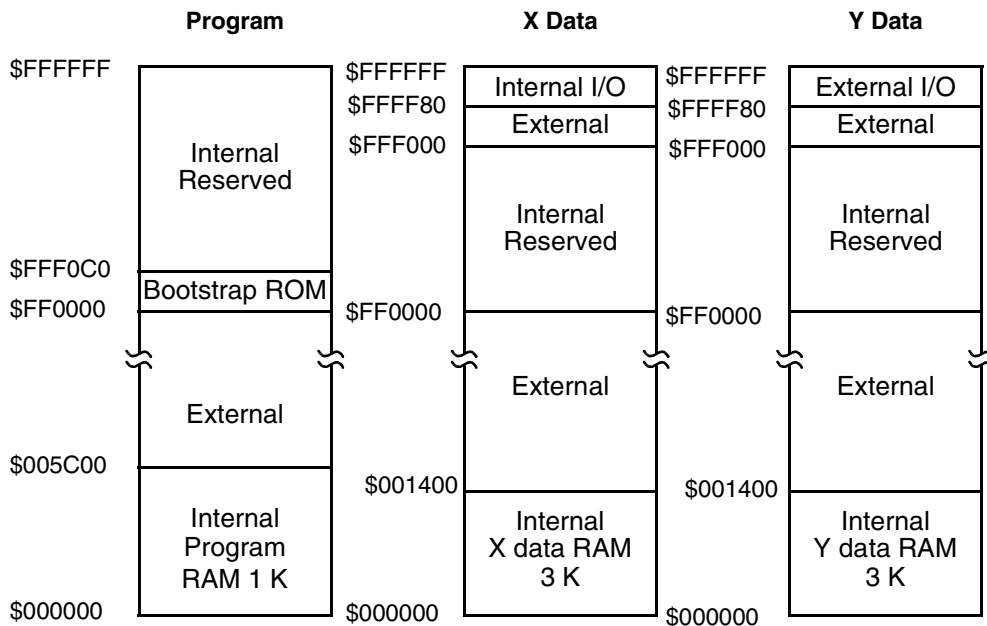 Program
$FFFFFF
Internal
Reserved
$FFF0C0
Bootstrap ROM
$FF0000
External
$005C00
Internal
Program
RAM 1 K
$000000
X Data
$FFFFFF
Internal I/O
$FFFF80
External
$FFF000
Internal
Reserved
$FF0000
External
$001400
Internal
X data RAM
3 K
$000000
Y Data
$FFFFFF
External I/O
$FFFF80
External
$FFF000
Internal
Reserved
$FF0000
External
$001400
Internal
Y data RAM
3 K
$000000